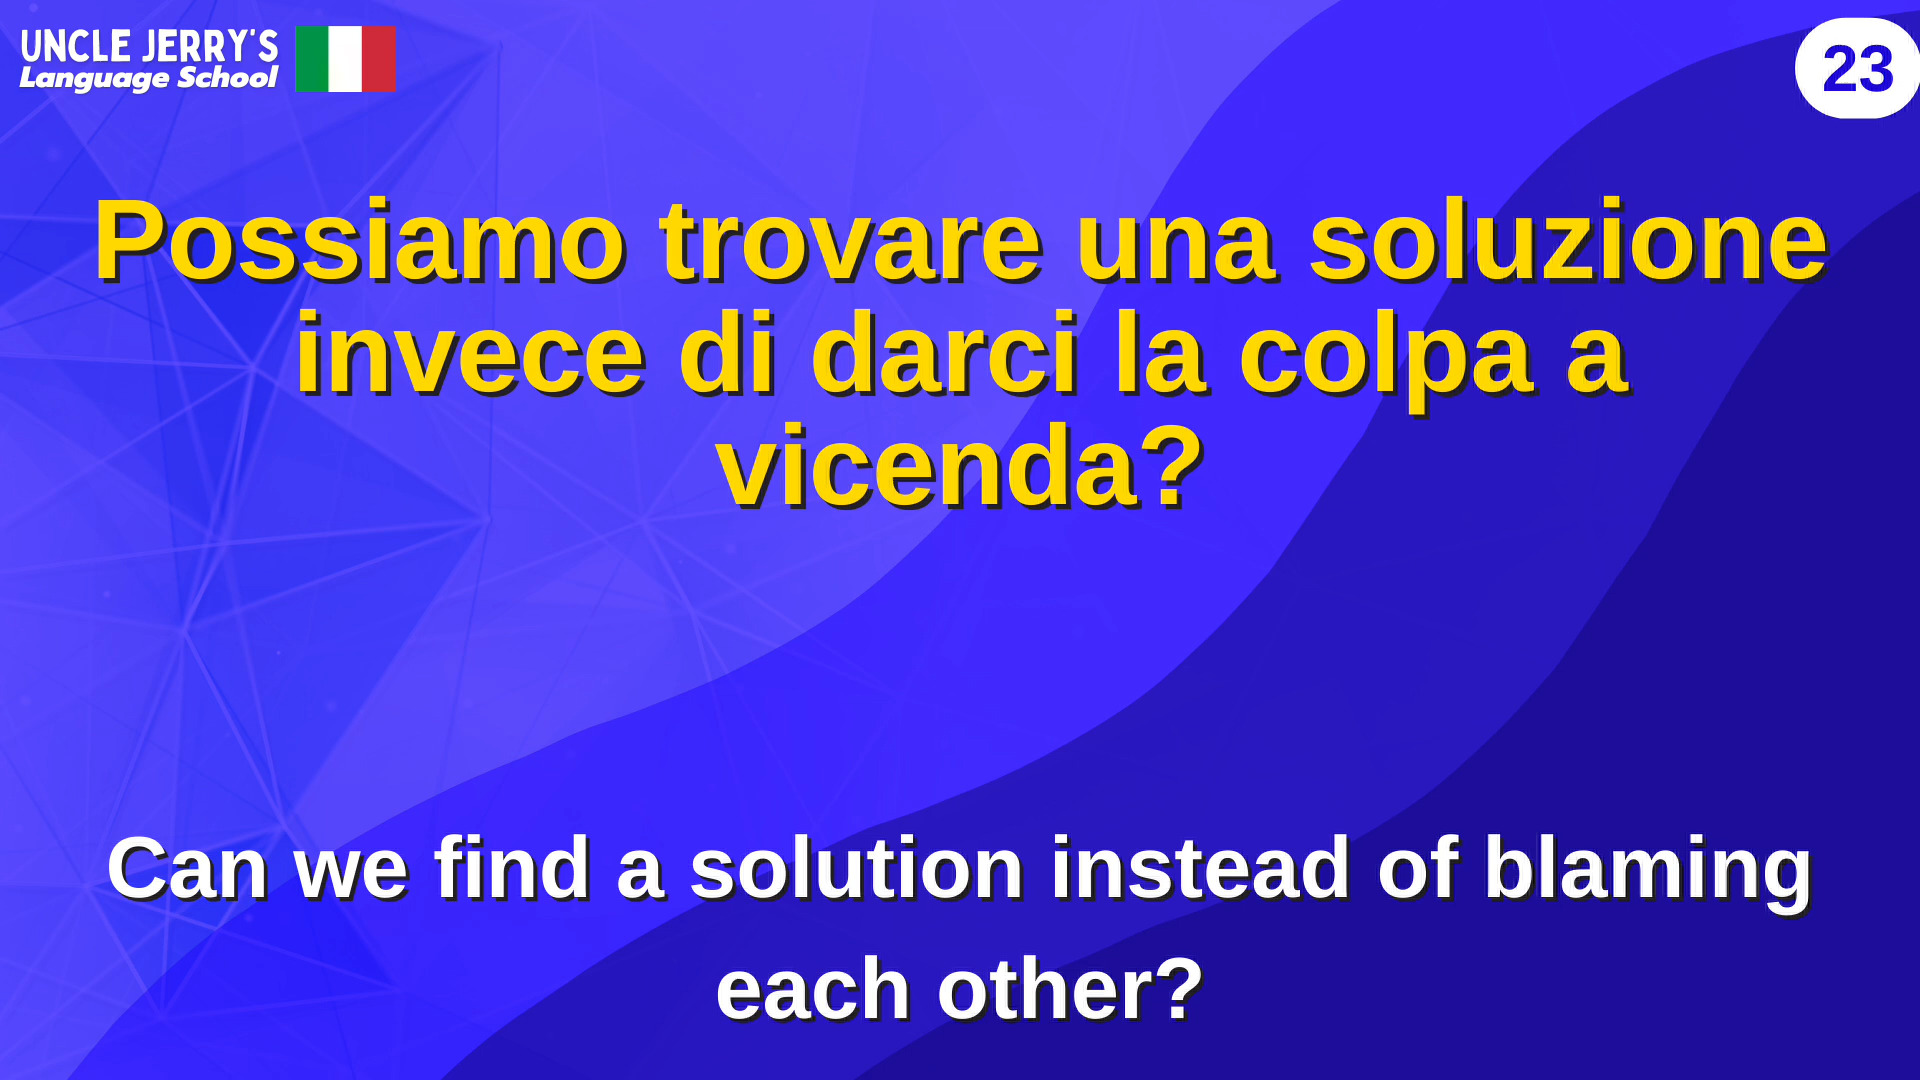 UNCLE JERRY'S
Language School
23
Possiamo trovare una soluzione
invece di darci la colpa a
vicenda?
Can we find a solution instead of blaming
each other?